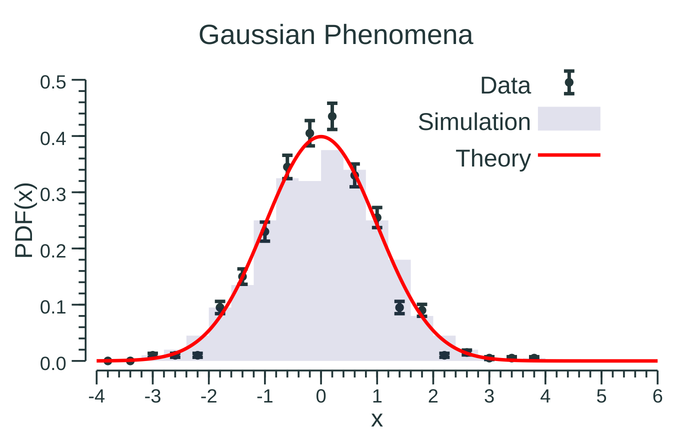 Gaussian Phenomena
Data
Simulation
Theory
PDF(x)
0.5
0.4
0.3
0.2
0.1
0.0
-4 -3 -2 -1 0 1 2 3 4 5 6
x